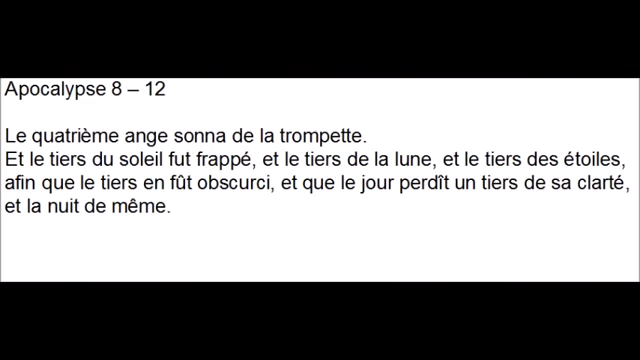 Apocalypse 8 – 12
Le quatrième ange sonna de la trompette.
Et le tiers du soleil fut frappé, et le tiers de la lune, et le tiers des étoiles,
afin que le tiers en fût obscurci, et que le jour perdît un tiers de sa clarté,
et la nuit de même.